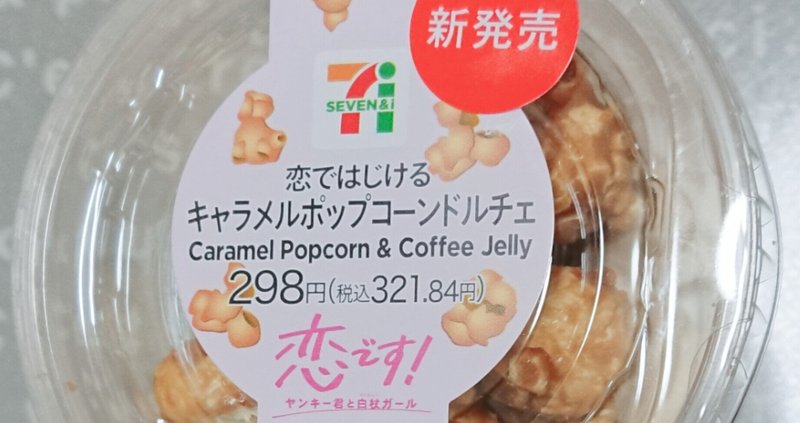 新発売
SEVEN&i
恋ではじける
キャラメルポップコーンドルチェ
Caramel Popcorn & Coffee Jelly
298円(税込321.84円)
恋です!
ヤンキー君と白杖ガール